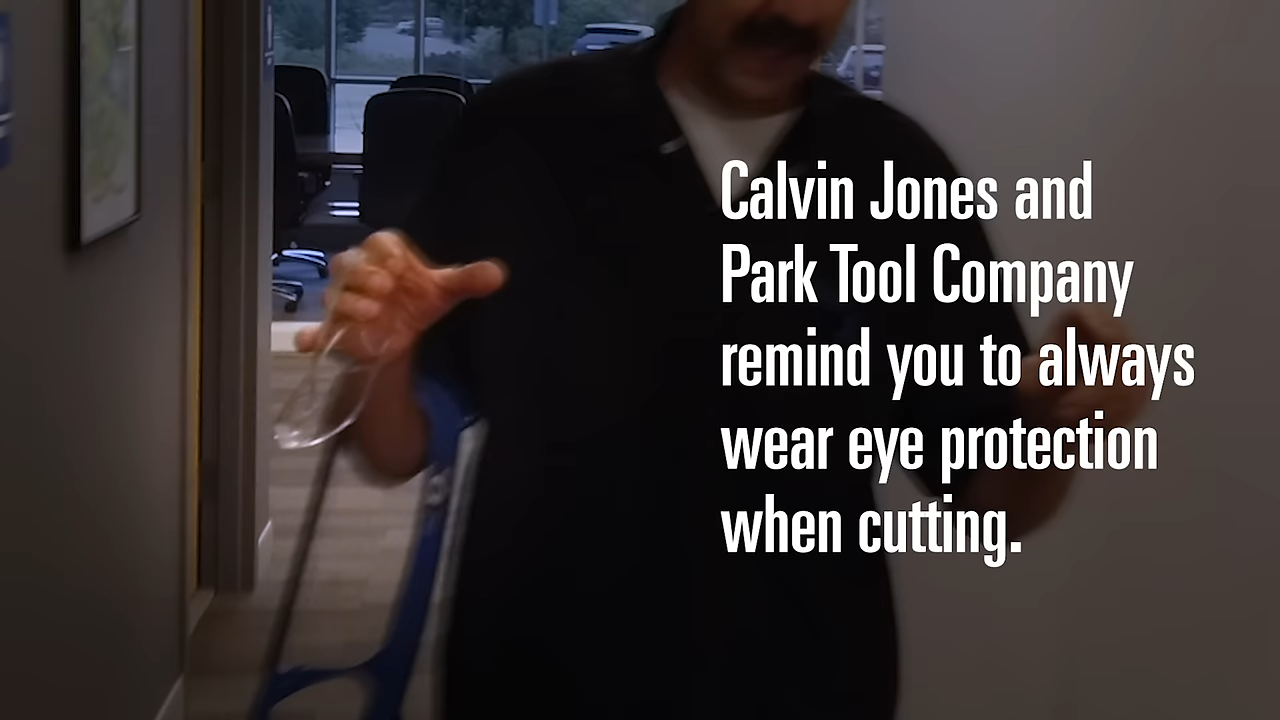 Calvin Jones and
Park Tool Company
remind you to always
wear eye protection
when cutting.